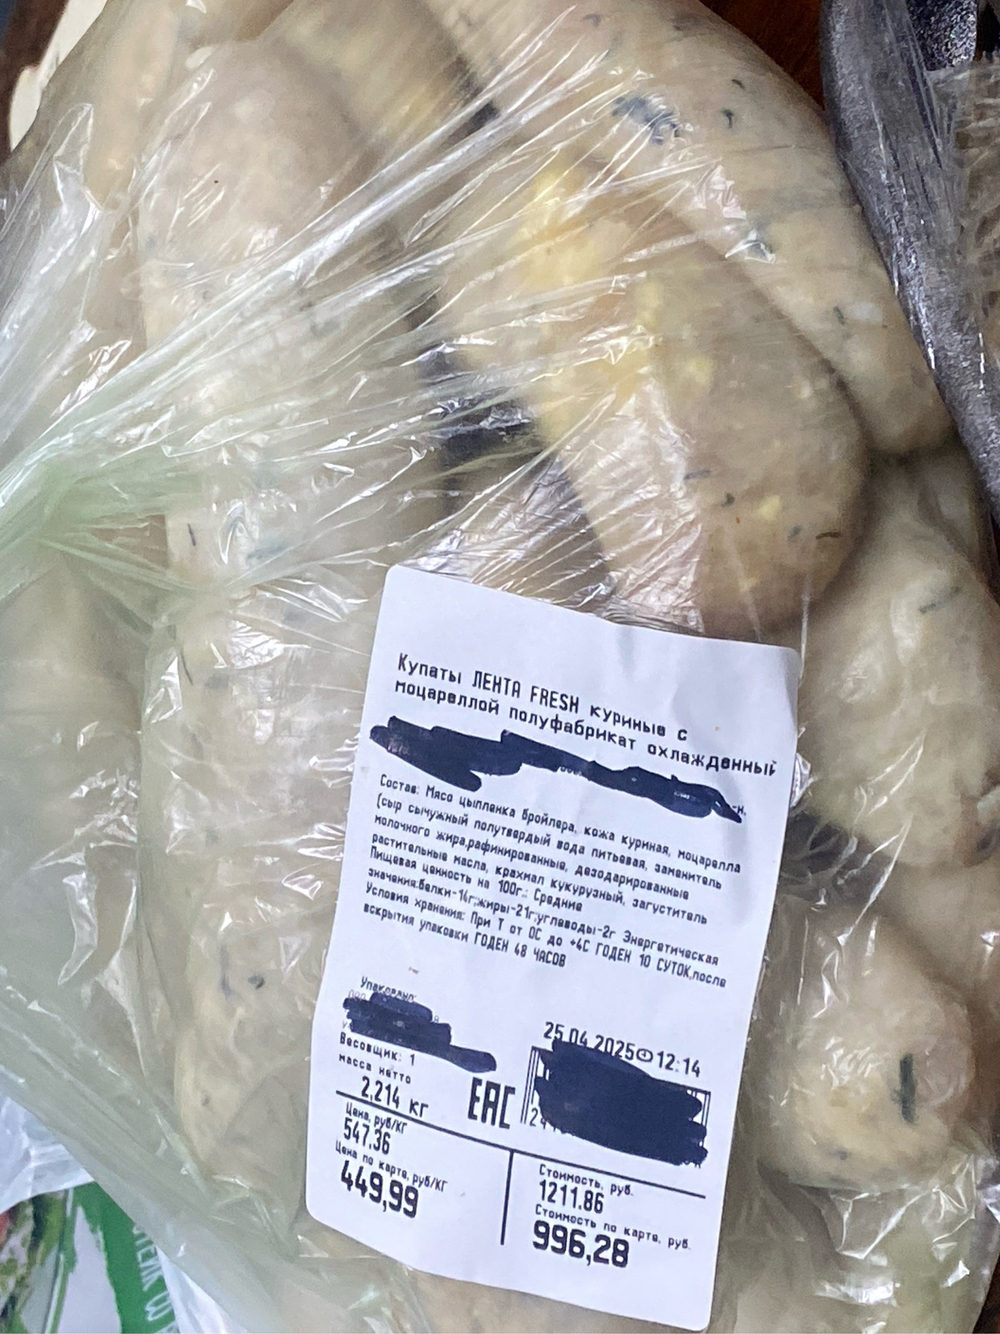 Купаты ЛЕНТА FRESH куриные с
моцареллой полуфабрикат охлажденный
Состав: Мясо цыпленка бройлера, кожа куриная, моцарелла
(сыр сычужный полутвердый вода питьевая, заменитель
молочного жира,рафинированные, дезодарированные
растительные масла, крахмал кукурузный, загуститель
Пищевая ценность на 100г.: Средние
значения:белки-14г;жиры-21г;углеводы-2г Энергетическая
Условия хранения: При Т от 0С до +4С ГОДЕН 10 СУТОК,после
вскрытия упаковки ГОДЕН 48 ЧАСОВ
Упаковано:
25.04.2025 12:14
Весовщик: 1
масса нетто
2,214 кг
EAC
Цена, руб/КГ
547.36
Цена по карте, руб/КГ
449,99
Стоимость, руб.
1211.86
Стоимость по карте, руб.
996,28